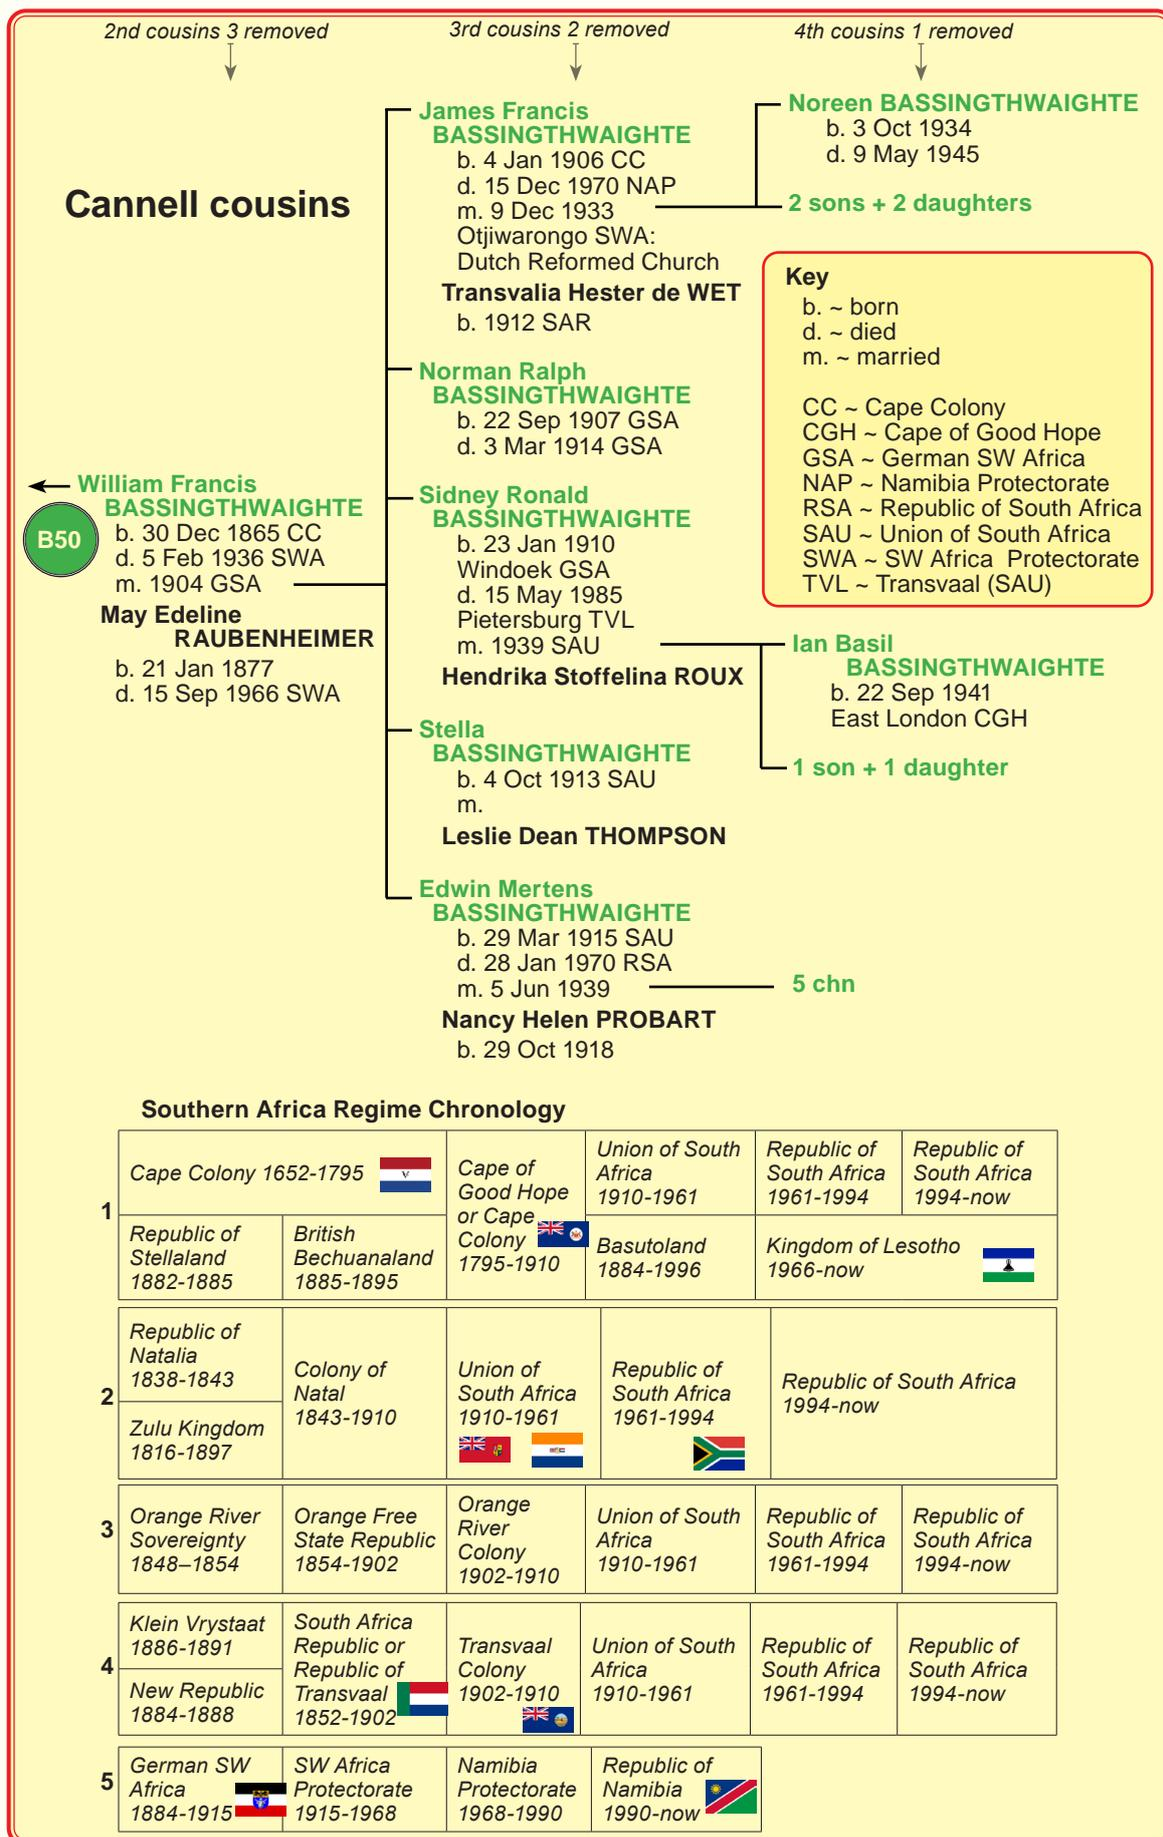 2nd cousins 3 removed
3rd cousins 2 removed
4th cousins 1 removed
Cannell cousins
B50
William Francis
BASSINGTHWAIGHTE
b. 30 Dec 1865 CC
d. 5 Feb 1936 SWA
m. 1904 GSA
May Edeline
RAUBENHEIMER
b. 21 Jan 1877
d. 15 Sep 1966 SWA
James Francis
BASSINGTHWAIGHTE
b. 4 Jan 1906 CC
d. 15 Dec 1970 NAP
m. 9 Dec 1933
Otjiwarongo SWA:
Dutch Reformed Church
Transvalia Hester de WET
b. 1912 SAR
Norman Ralph
BASSINGTHWAIGHTE
b. 22 Sep 1907 GSA
d. 3 Mar 1914 GSA
Sidney Ronald
BASSINGTHWAIGHTE
b. 23 Jan 1910
Windoek GSA
d. 15 May 1985
Pietersburg TVL
m. 1939 SAU
Hendrika Stoffelina ROUX
Stella
BASSINGTHWAIGHTE
b. 4 Oct 1913 SAU
m.
Leslie Dean THOMPSON
Edwin Mertens
BASSINGTHWAIGHTE
b. 29 Mar 1915 SAU
d. 28 Jan 1970 RSA
m. 5 Jun 1939
Nancy Helen PROBART
b. 29 Oct 1918
Noreen BASSINGTHWAIGHTE
b. 3 Oct 1934
d. 9 May 1945
2 sons + 2 daughters
Key
b. ~ born
d. ~ died
m. ~ married
CC ~ Cape Colony
CGH ~ Cape of Good Hope
GSA ~ German SW Africa
NAP ~ Namibia Protectorate
RSA ~ Republic of South Africa
SAU ~ Union of South Africa
SWA ~ SW Africa Protectorate
TVL ~ Transvaal (SAU)
Ian Basil
BASSINGTHWAIGHTE
b. 22 Sep 1941
East London CGH
1 son + 1 daughter
5 chn
Southern Africa Regime Chronology
1
Cape Colony 1652-1795
Republic of
Stellaland
1882-1885
British
Bechuanaland
1885-1895
Cape of
Good Hope
or Cape
Colony
1795-1910
Union of South
Africa
1910-1961
Republic of
South Africa
1961-1994
Republic of
South Africa
1994-now
Basutoland
1884-1996
Kingdom of Lesotho
1966-now
2
Republic of
Natalia
1838-1843
Zulu Kingdom
1816-1897
Colony of
Natal
1843-1910
Union of
South Africa
1910-1961
Republic of
South Africa
1961-1994
Republic of South Africa
1994-now
3
Orange River
Sovereignty
1848–1854
Orange Free
State Republic
1854-1902
Orange
River
Colony
1902-1910
Union of South
Africa
1910-1961
Republic of
South Africa
1961-1994
Republic of
South Africa
1994-now
4
Klein Vrystaat
1886-1891
New Republic
1884-1888
South Africa
Republic or
Republic of
Transvaal
1852-1902
Transvaal
Colony
1902-1910
Union of South
Africa
1910-1961
Republic of
South Africa
1961-1994
Republic of
South Africa
1994-now
5
German SW
Africa
1884-1915
SW Africa
Protectorate
1915-1968
Namibia
Protectorate
1968-1990
Republic of
Namibia
1990-now